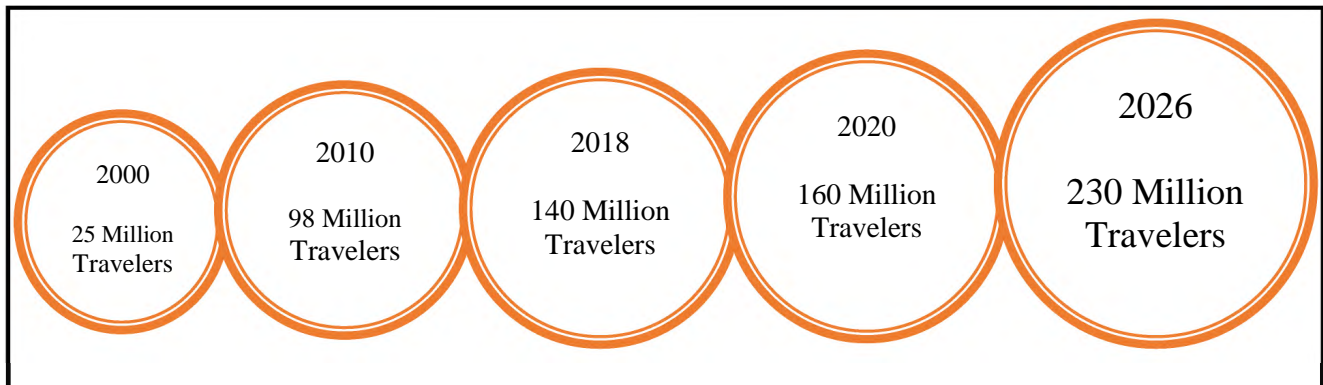 2000
25 Million
Travelers
2010
98 Million
Travelers
2018
140 Million
Travelers
2020
160 Million
Travelers
2026
230 Million
Travelers